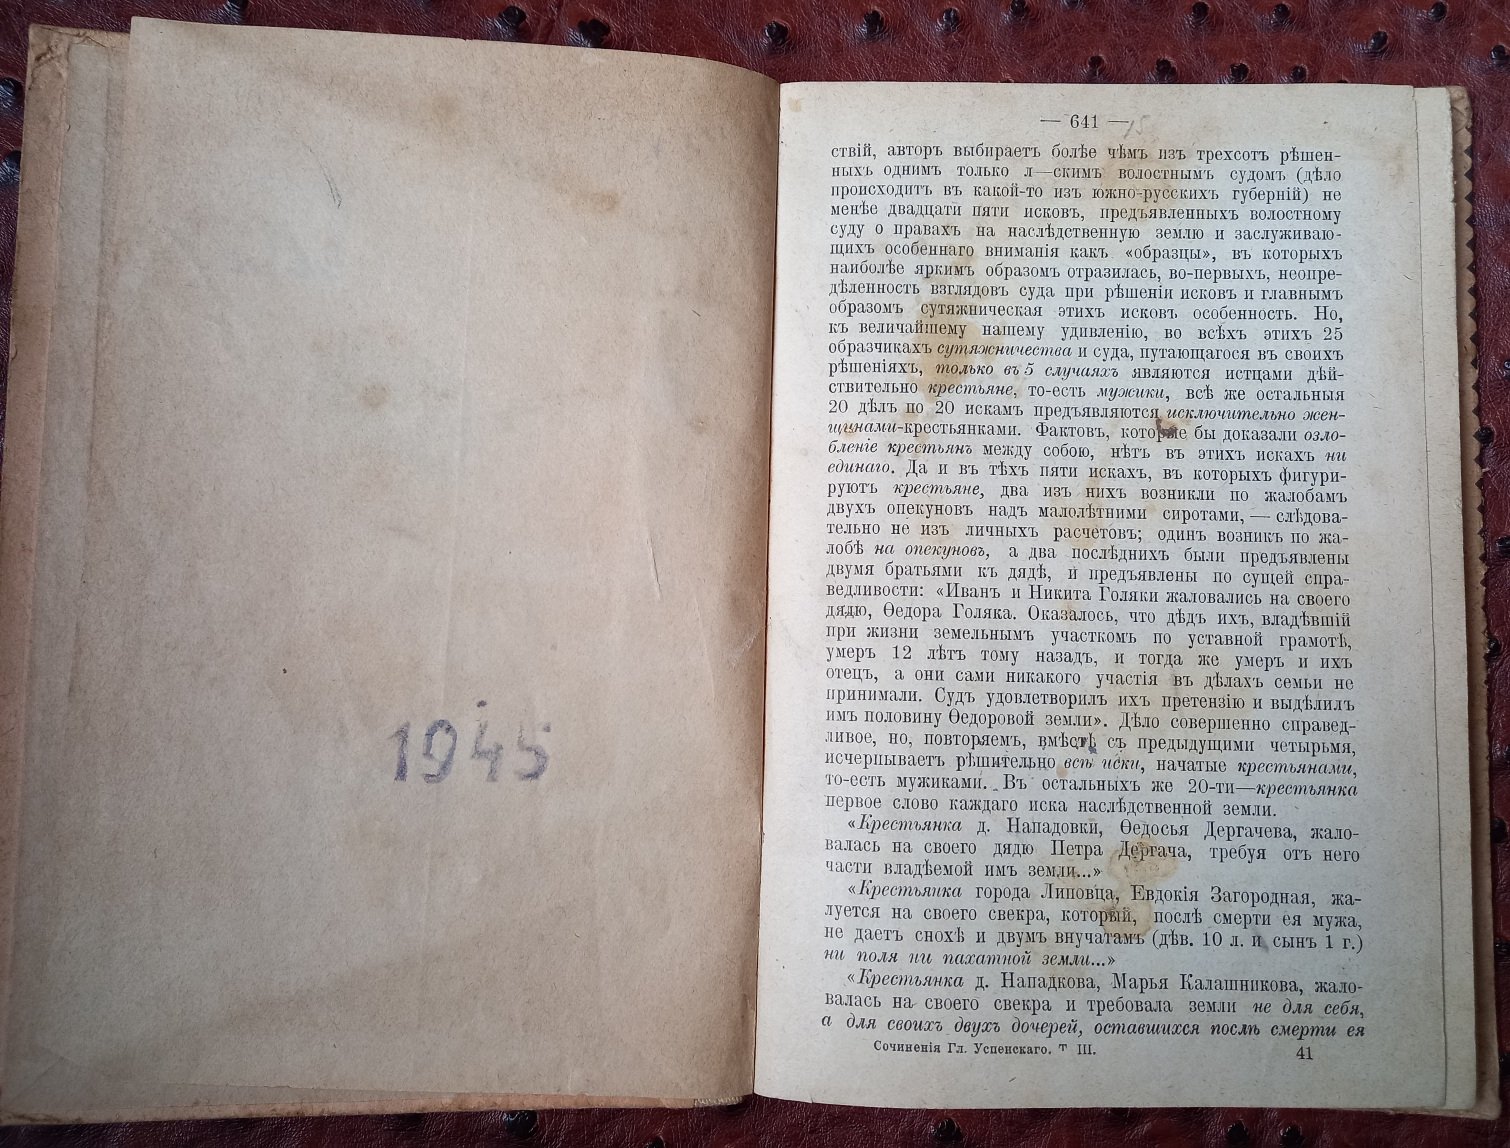 1945
— 641 —
ствій, авторъ выбираетъ болѣе чѣмъ изъ трехсотъ рѣшен-
ныхъ однимъ только л—скимъ волостнымъ судомъ (дѣло
происходитъ въ какой-то изъ южно-русскихъ губерній) не
менѣе двадцати пяти исковъ, предъявленныхъ волостному
суду о правахъ на наслѣдственную землю и заслуживаю-
щихъ особеннаго вниманія какъ «образцы», въ которыхъ
наиболѣе яркимъ образомъ отразилась, во-первыхъ, неопре-
дѣленность взглядовъ суда при рѣшеніи исковъ и главнымъ
образомъ сутяжническая этихъ исковъ особенность. Но,
къ величайшему нашему удивленію, во всѣхъ этихъ 25
образчикахъ сутяжничества и суда, путающагося въ своихъ
рѣшеніяхъ, только въ 5 случаяхъ являются истцами дѣй-
ствительно крестьяне, то-есть мужики, всѣ же остальныя
20 дѣлъ по 20 искамъ предъявляются исключительно жен-
щинами-крестьянками. Фактовъ, которые бы доказали озло-
бленіе крестьянъ между собою, нѣтъ въ этихъ искахъ ни
единаго. Да и въ тѣхъ пяти искахъ, въ которыхъ фигури-
руютъ крестьяне, два изъ нихъ возникли по жалобамъ
двухъ опекуновъ надъ малолѣтними сиротами, — слѣдова-
тельно не изъ личныхъ расчетовъ; одинъ возникъ по жа-
лобѣ на опекуновъ, а два послѣднихъ были предъявлены
двумя братьями къ дядѣ, и предъявлены по сущей спра-
ведливости: «Иванъ и Никита Голяки жаловались на своего
дядю, Ѳедора Голяка. Оказалось, что дѣдъ ихъ, владѣвшій
при жизни земельнымъ участкомъ по уставной грамотѣ,
умеръ 12 лѣтъ тому назадъ, и тогда же умеръ и ихъ
отецъ, а они сами никакого участія въ дѣлахъ семьи не
принимали. Судъ удовлетворилъ ихъ претензію и выдѣлилъ
имъ половину Ѳедоровой земли». Дѣло совершенно справед-
ливое, но, повторяемъ, вмѣстѣ съ предыдущими четырьмя,
исчерпываетъ рѣшительно всѣ иски, начатые крестьянами,
то-есть мужиками. Въ остальныхъ же 20-ти—крестьянка
первое слово каждаго иска наслѣдственной земли.
«Крестьянка д. Нападовки, Ѳедосья Дергачева, жало-
валась на своего дядю Петра Дергача, требуя отъ него
части владѣемой имъ земли...»
«Крестьянка города Липовца, Евдокія Загородная, жа-
луется на своего свекра, который, послѣ смерти ея мужа,
не даетъ снохѣ и двумъ внучатамъ (дѣв. 10 л. и сынъ 1 г.)
ни поля ни пахатной земли...»
«Крестьянка д. Нападкова, Марья Калашникова, жало-
валась на своего свекра и требовала земли не для себя,
а для своихъ двухъ дочерей, оставшихся послѣ смерти ея
Сочиненія Гл. Успенскаго. Т III.
41